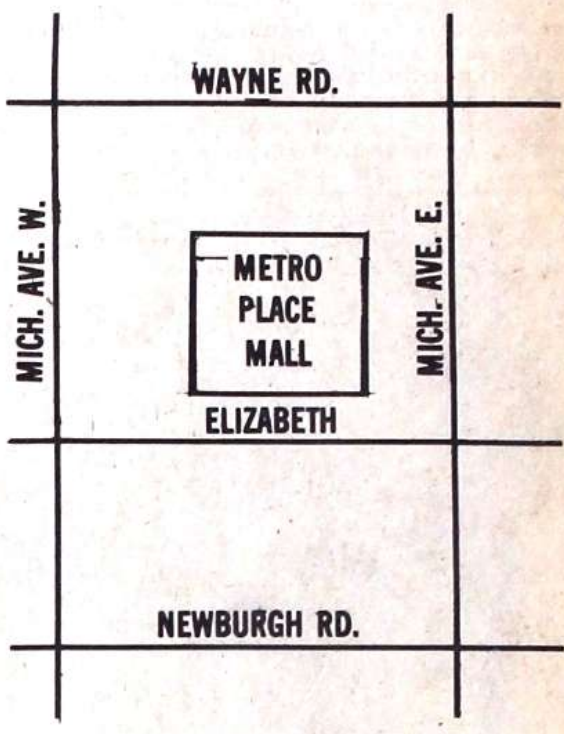 WAYNE RD.
MICH. AVE. W.
MICH. AVE. E.
METRO
PLACE
MALL
ELIZABETH
NEWBURGH RD.